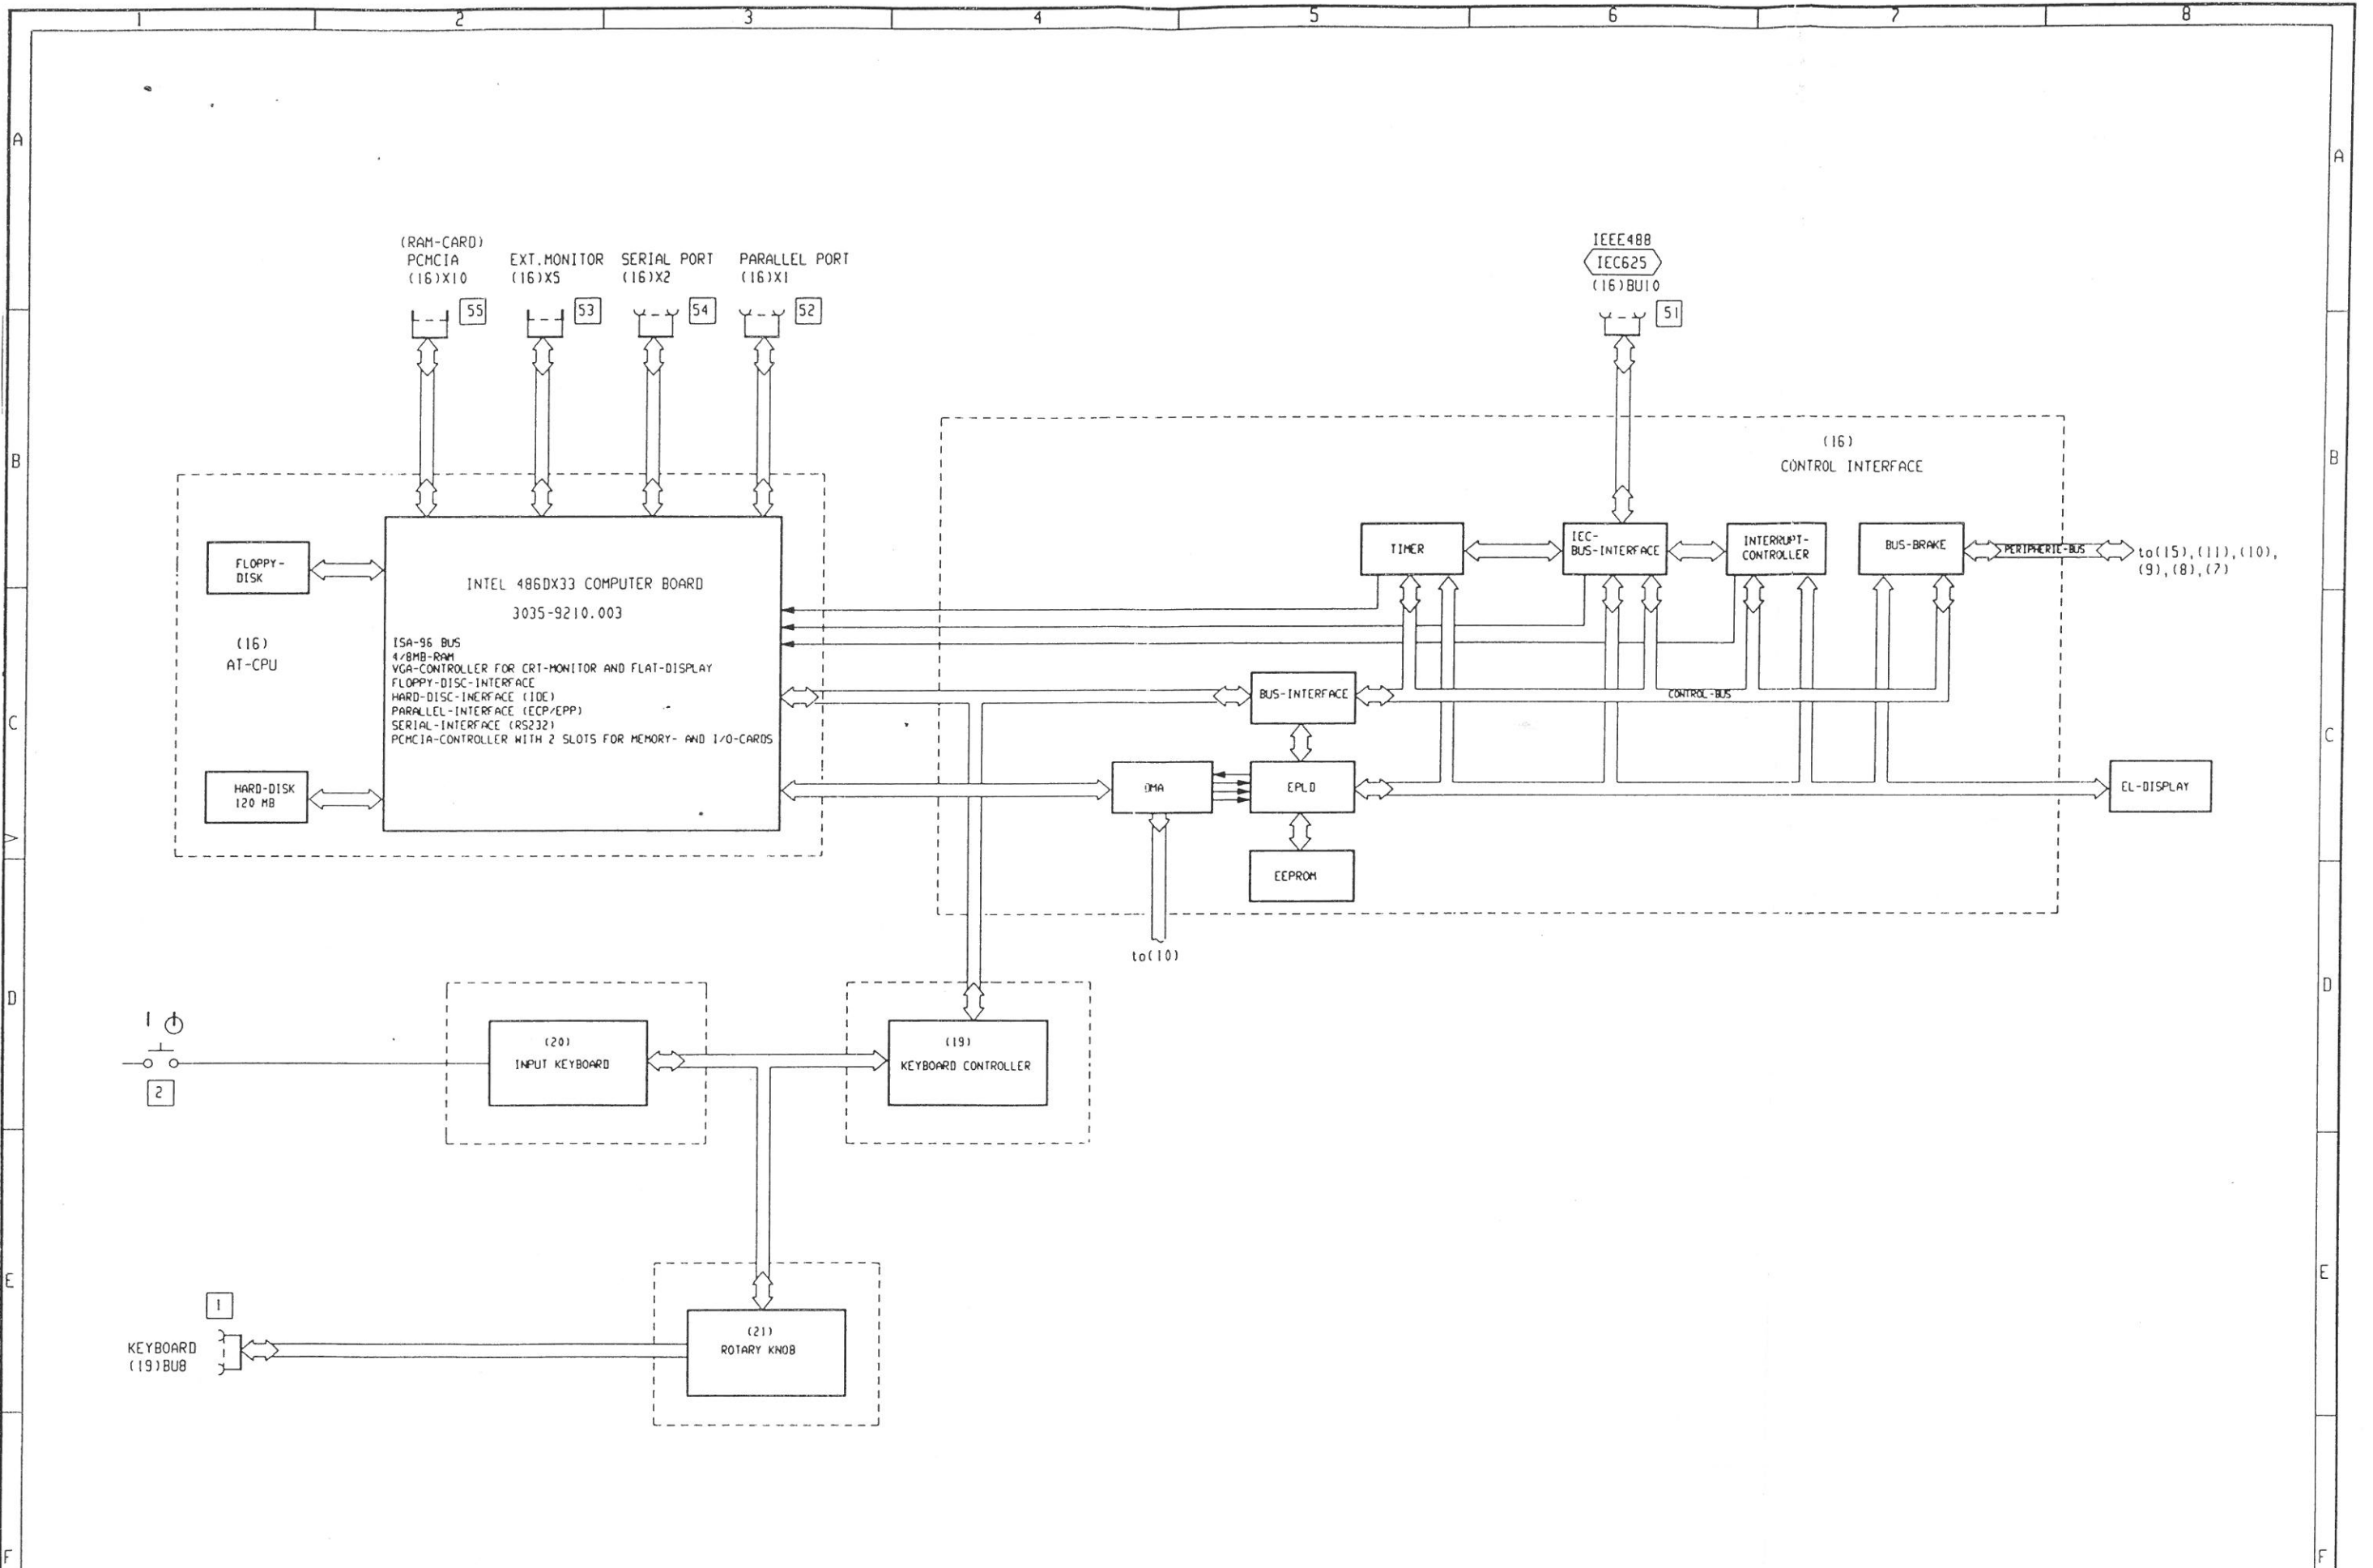 1 2 3 4 5 6 7 8
A
A
(RAM-CARD)
PCMCIA
(16)X10
55
EXT.MONITOR
(16)X5
53
SERIAL PORT
(16)X2
54
PARALLEL PORT
(16)X1
52
IEEE488
IEC625
(16)BU10
51
B
B
(16)
CONTROL INTERFACE
FLOPPY-
DISK
(16)
AT-CPU
HARD-DISK
120 MB
INTEL 486DX33 COMPUTER BOARD
3035-9210.003
ISA-96 BUS
4/8MB-RAM
VGA-CONTROLLER FOR CRT-MONITOR AND FLAT-DISPLAY
FLOPPY-DISC-INTERFACE
HARD-DISC-INERFACE (IDE)
PARALLEL-INTERFACE (ECP/EPP)
SERIAL-INTERFACE (RS232)
PCMCIA-CONTROLLER WITH 2 SLOTS FOR MEMORY- AND I/O-CARDS
TIMER
IEC-
BUS-INTERFACE
INTERRUPT-
CONTROLLER
BUS-BRAKE
PERIPHERIE-BUS
to(15),(11),(10),
(9),(8),(7)
BUS-INTERFACE
CONTROL-BUS
C
C
DMA
EPLD
EL-DISPLAY
EEPROM
to(10)
D
D
2
(20)
INPUT KEYBOARD
(19)
KEYBOARD CONTROLLER
E
E
1
KEYBOARD
(19)BU8
(21)
ROTARY KNOB
F
F